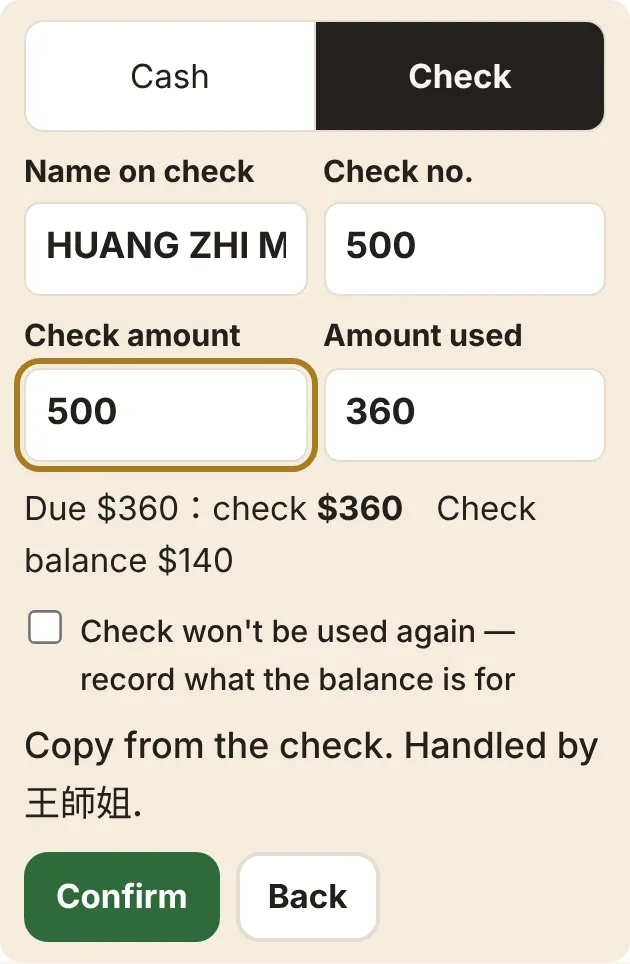 Cash
Check
Name on check
Check no.
HUANG ZHI M
500
Check amount
Amount used
500
360
Due $360：check $360 Check
balance $140
Check won't be used again —
record what the balance is for
Copy from the check. Handled by
王師姐.
Confirm
Back